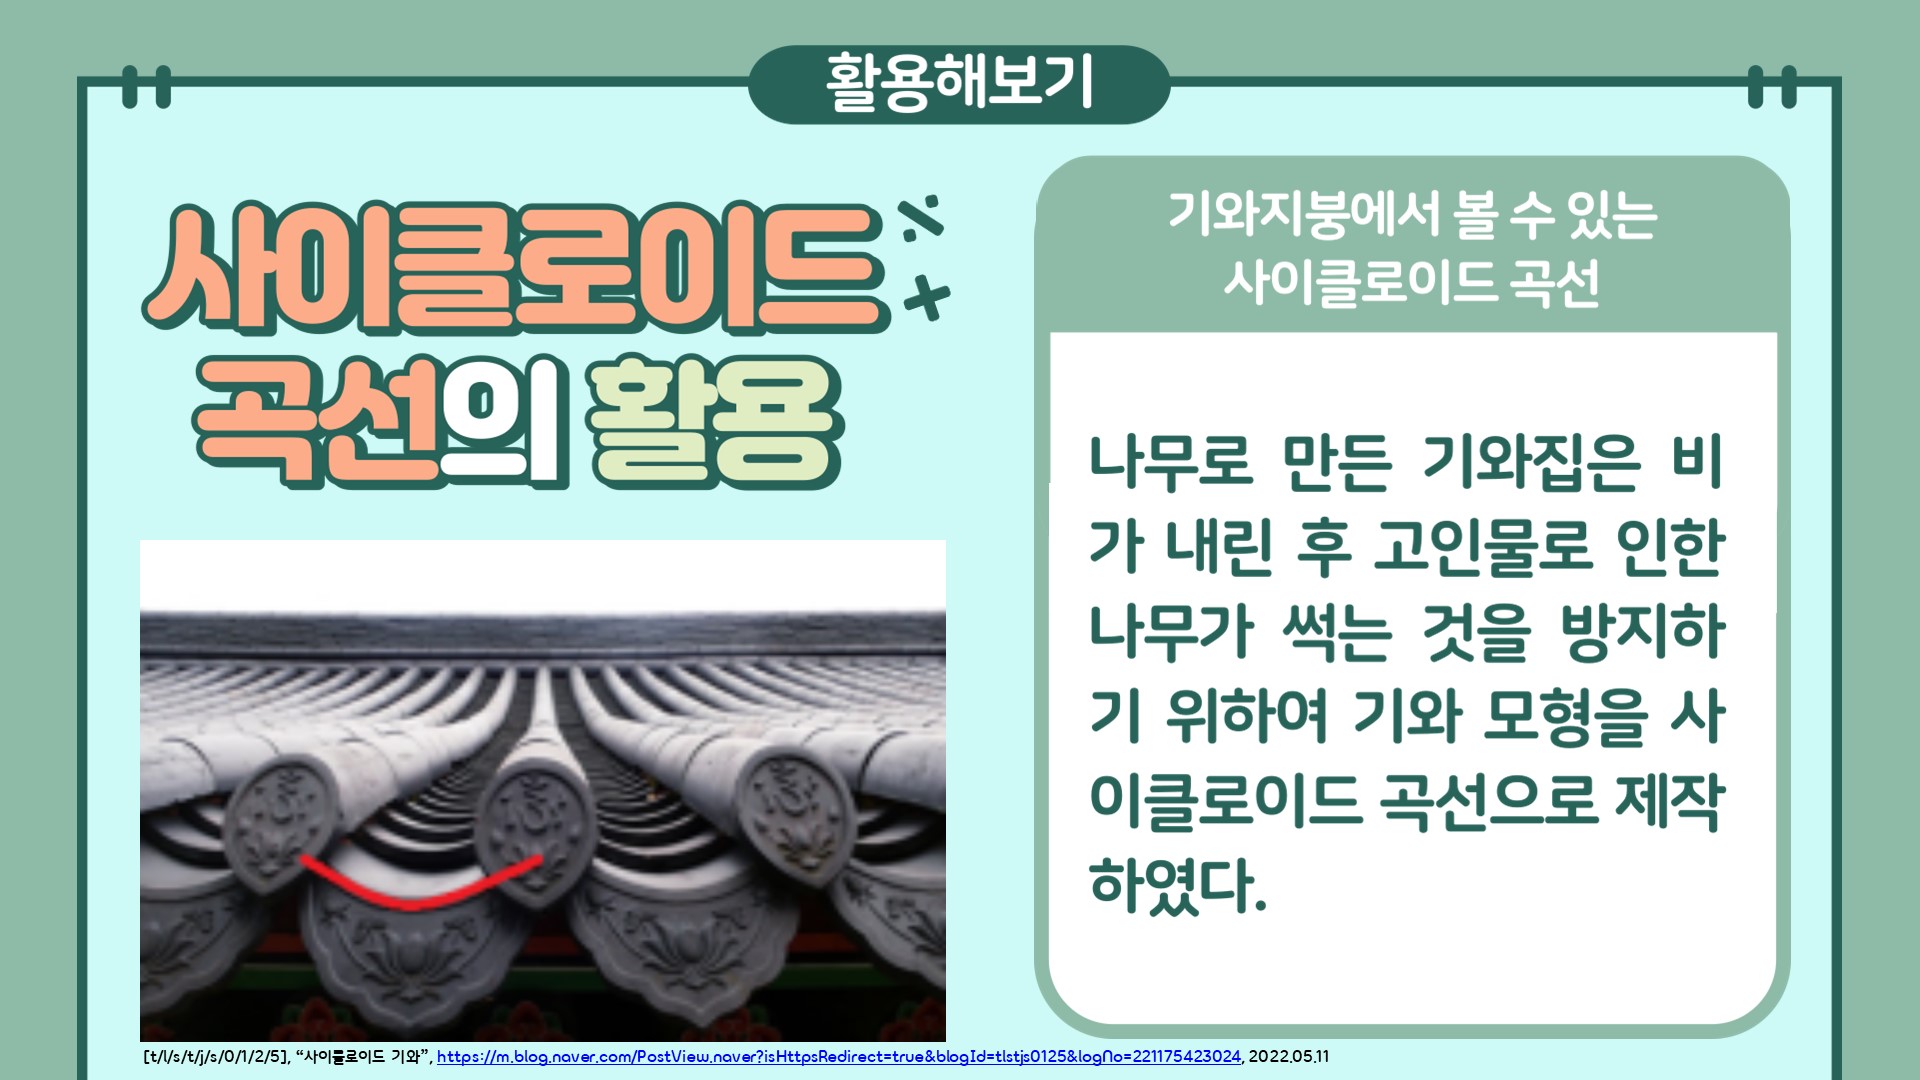 활용해보기
사이클로이드
곡선의 활용
기와지붕에서 볼 수 있는
사이클로이드 곡선
나무로 만든 기와집은 비
가 내린 후 고인물로 인한
나무가 썩는 것을 방지하
기 위하여 기와 모형을 사
이클로이드 곡선으로 제작
하였다.
[t/l/s/t/j/s/0/1/2/5], “사이클로이드 기와”, https://m.blog.naver.com/PostView.naver?isHttpsRedirect=true&blogId=tlstjs0125&logNo=221175423024, 2022.05.11